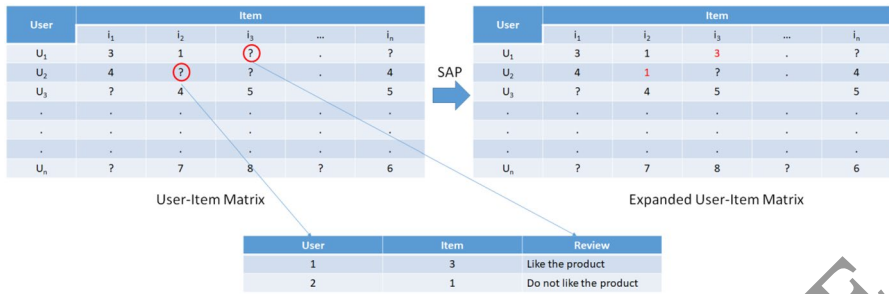 User Item
i1 i2 i3 ... in
U1 3 1 ? . ?
U2 4 ? ? . 4
U3 ? 4 5 5
. . . . . .
. . . . . .
. . . . . .
Un ? 7 8 ? 6
User-Item Matrix
SAP
User Item
i1 i2 i3 ... in
U1 3 1 3 . ?
U2 4 1 ? . 4
U3 ? 4 5 5
. . . . . .
. . . . . .
. . . . . .
Un ? 7 8 ? 6
Expanded User-Item Matrix
User Item Review
1 3 Like the product
2 1 Do not like the product